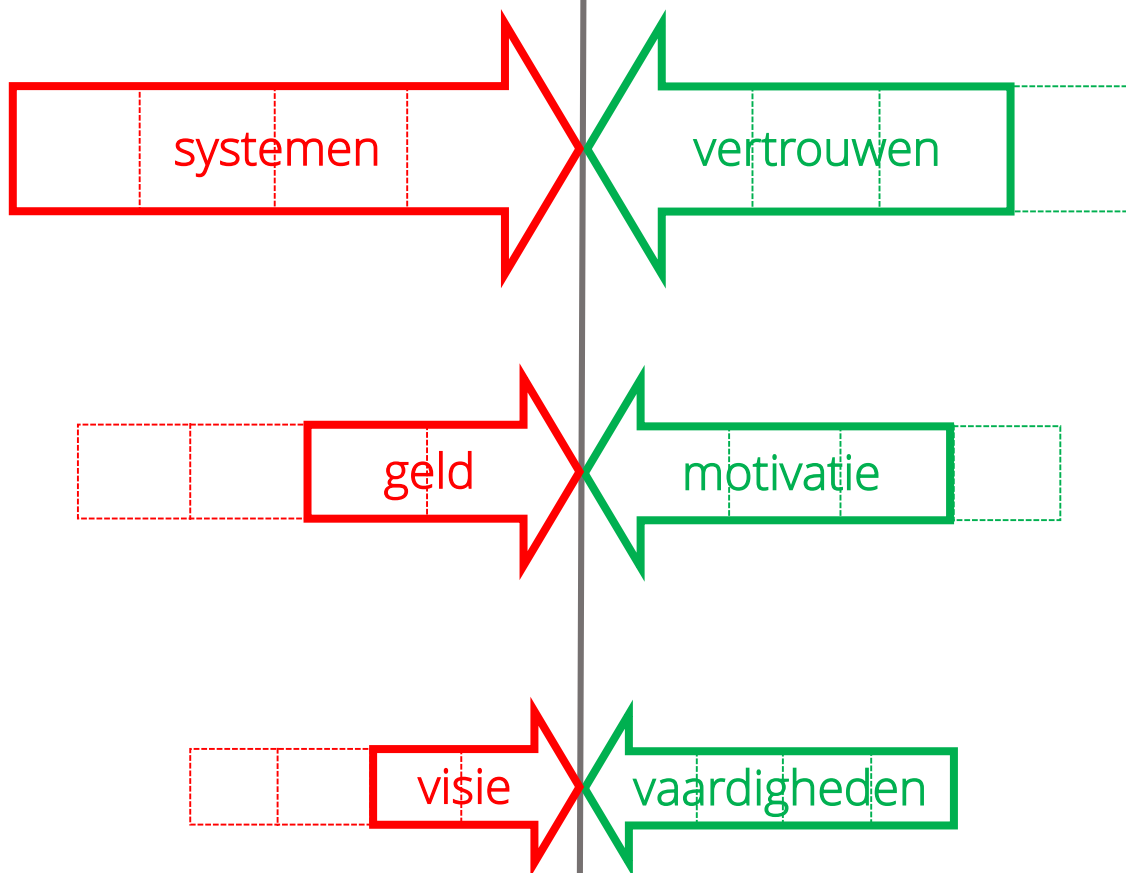 systemen
vertrouwen
geld
motivatie
visie
vaardigheden